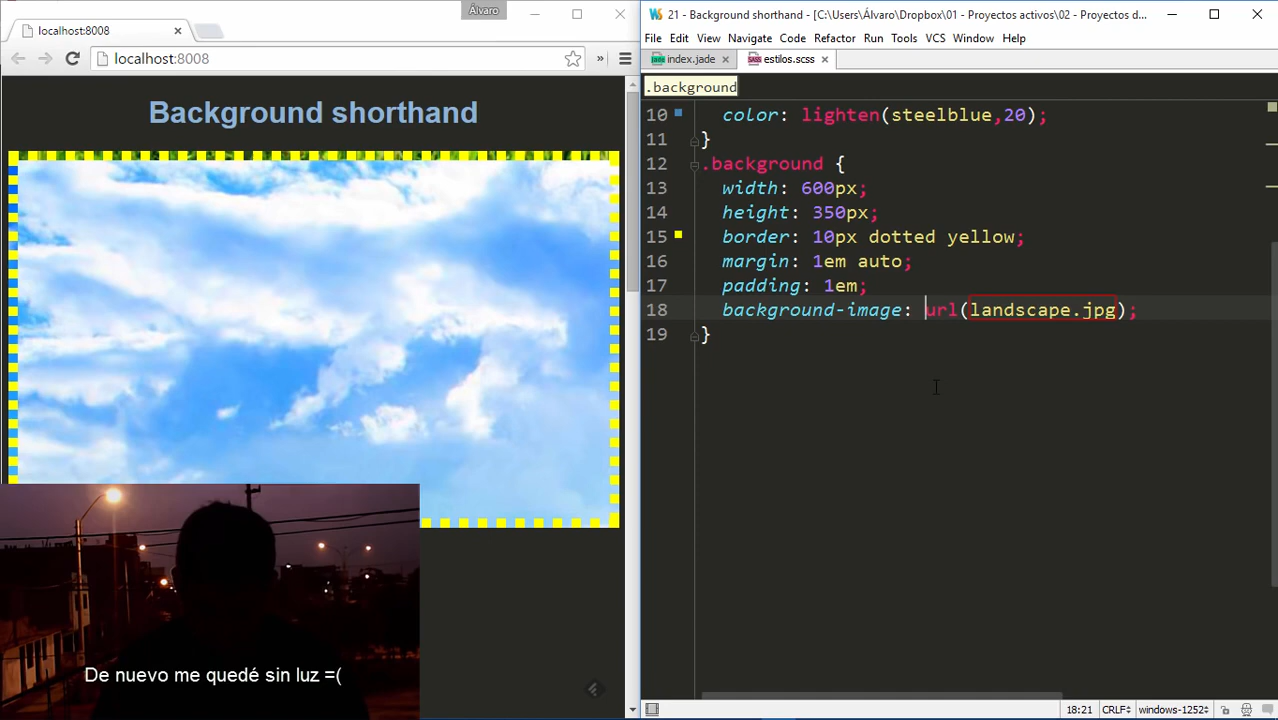 Álvaro
localhost:8008
localhost:8008
»
Background shorthand
De nuevo me quedé sin luz =(
21 - Background shorthand - [C:\Users\Álvaro\Dropbox\01 - Proyectos activos\02 - Proyectos d...
File Edit View Navigate Code Refactor Run Tools VCS Window Help
index.jade estilos.scss
.background
10 color: lighten(steelblue,20);
11 }
12 .background {
13 width: 600px;
14 height: 350px;
15 border: 10px dotted yellow;
16 margin: 1em auto;
17 padding: 1em;
18 background-image: url(landscape.jpg);
19 }
18:21 CRLF÷ windows-1252÷